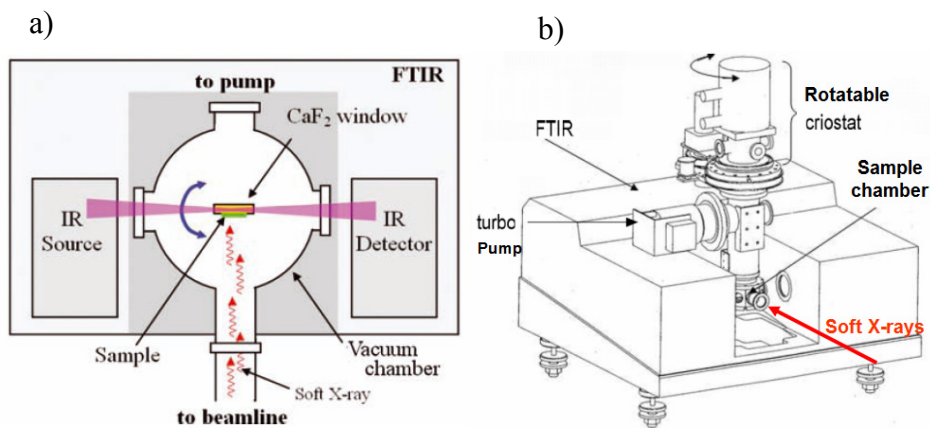 a)
FTIR
to pump
CaF₂ window
IR
Source
IR
Detector
Sample
Vacuum
chamber
Soft X-ray
to beamline
b)
Rotatable
criostat
FTIR
Sample
chamber
turbo
Pump
Soft X-rays